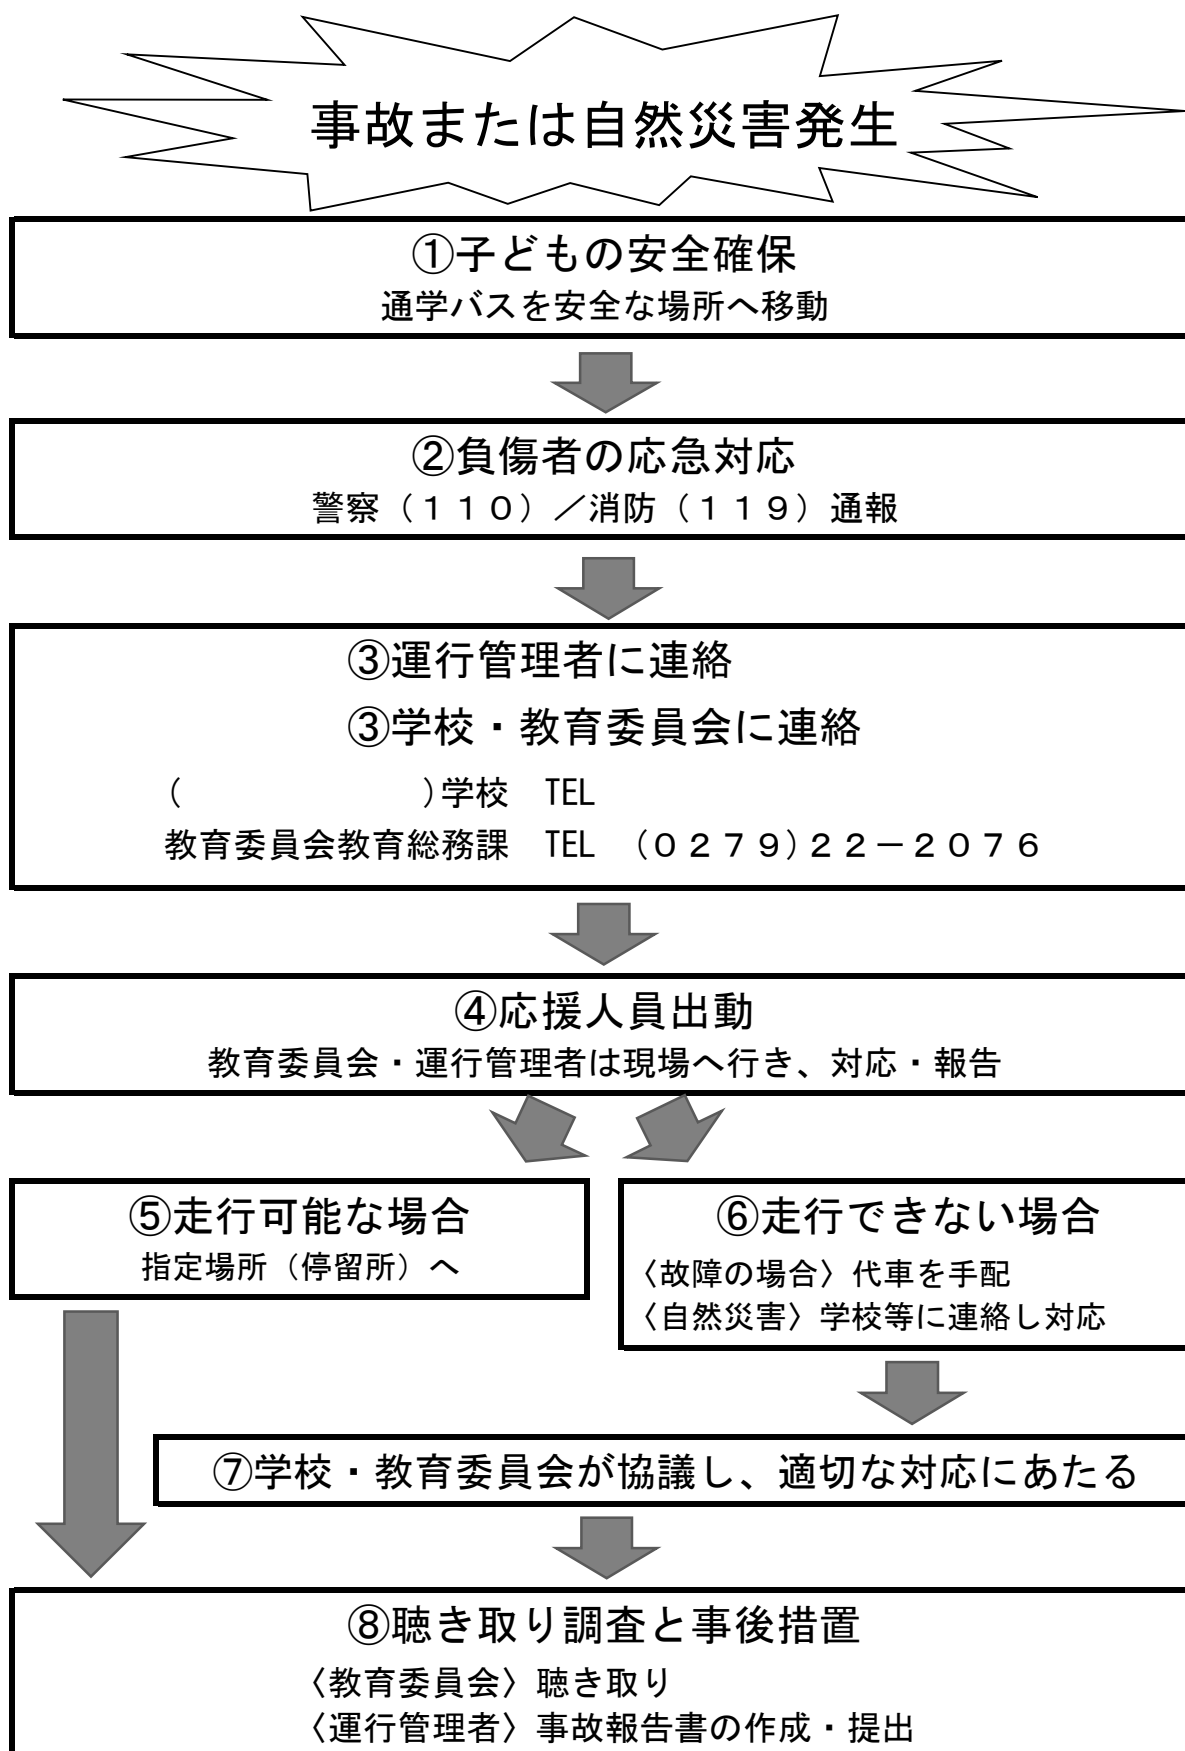 事故または自然災害発生
①子どもの安全確保
通学バスを安全な場所へ移動
②負傷者の応急対応
警察（１１０）／消防（１１９）通報
③運行管理者に連絡
③学校・教育委員会に連絡
（　　　　　　　）学校　TEL
教育委員会教育総務課　TEL　（０２７９）２２－２０７６
④応援人員出動
教育委員会・運行管理者は現場へ行き、対応・報告
⑤走行可能な場合
指定場所（停留所）へ
⑥走行できない場合
〈故障の場合〉代車を手配
〈自然災害〉学校等に連絡し対応
⑦学校・教育委員会が協議し、適切な対応にあたる
⑧聴き取り調査と事後措置
〈教育委員会〉聴き取り
〈運行管理者〉事故報告書の作成・提出